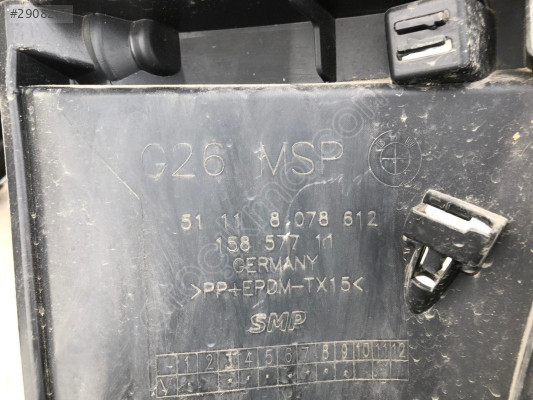 G26 MSP
51 11 8 078 612
158 577 11
GERMANY
>PP+EPDM-TX15<
SMP
1 2 3 4 5 6 7 8 9 10 11 12